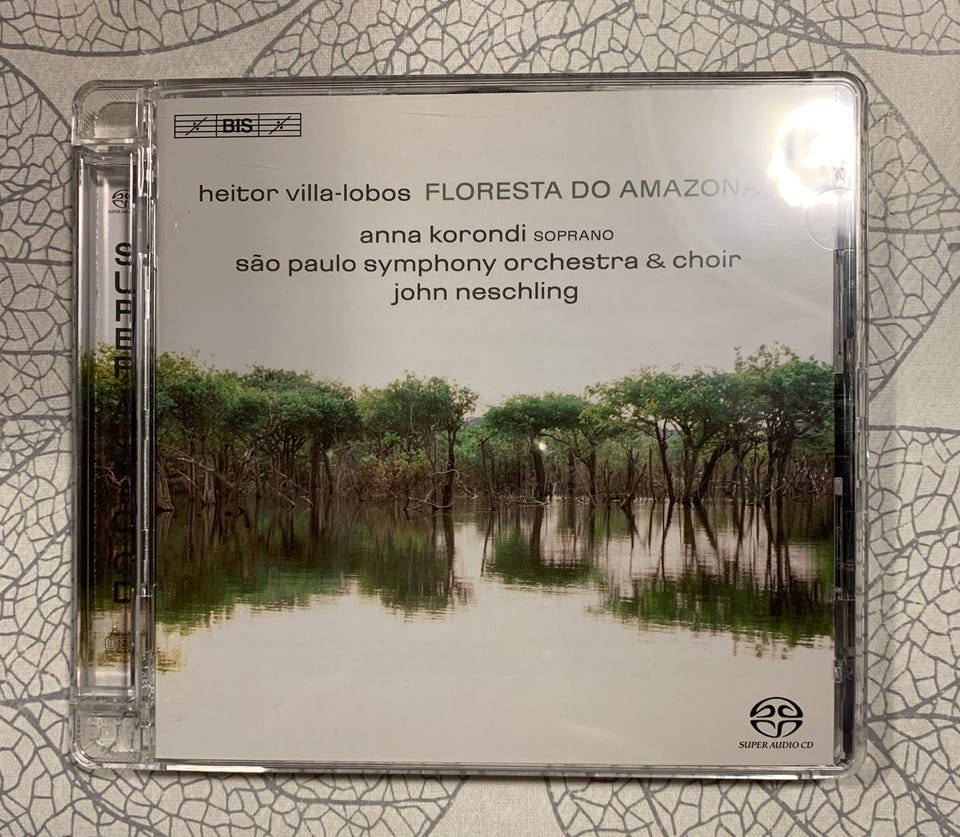 BIS
heitor villa-lobos FLORESTA DO AMAZONA
anna korondi SOPRANO
são paulo symphony orchestra & choir
john neschling
SUPER AUDIO CD